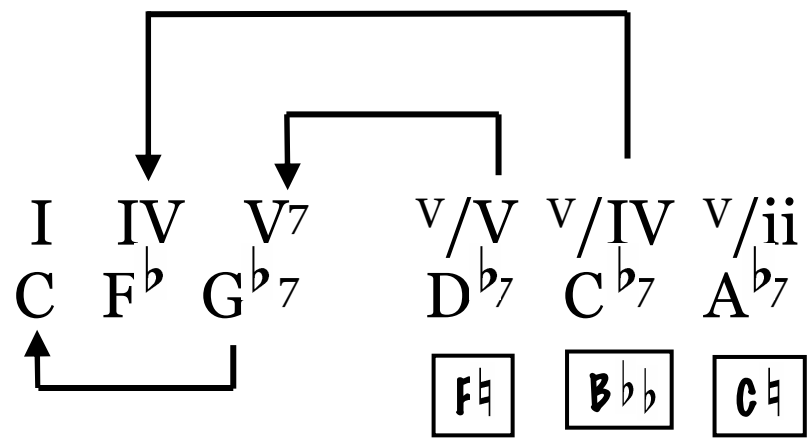 I IV V7 V/V V/IV V/ii
C F♭ G♭7 D♭7 C♭7 A♭7
F♮ B♭♭ C♮